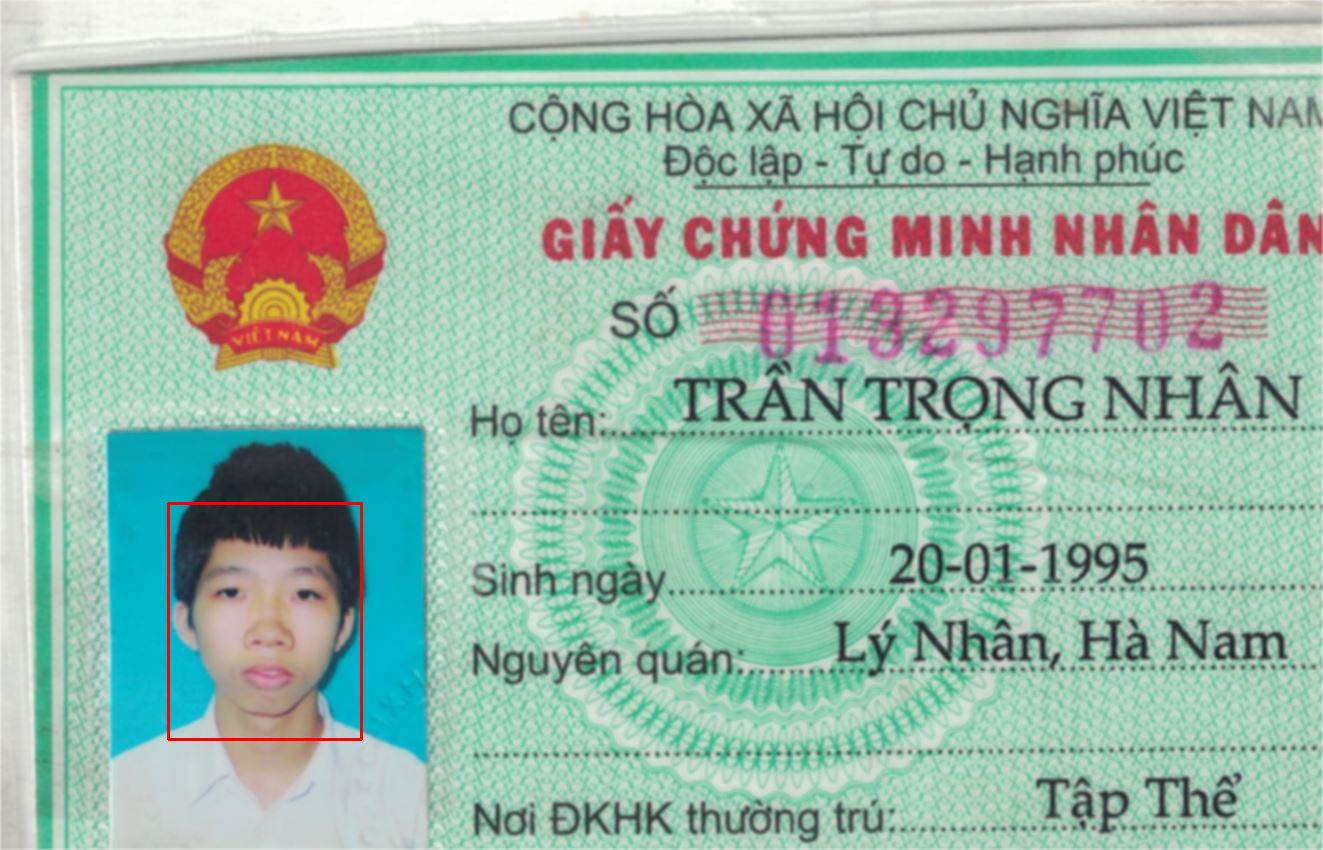 CỘNG HÒA XÃ HỘI CHỦ NGHĨA VIỆT NAM
Độc lập - Tự do - Hạnh phúc
GIẤY CHỨNG MINH NHÂN DÂN
VIỆT NAM
SỐ 013297702
Họ tên: TRẦN TRỌNG NHÂN
Sinh ngày 20-01-1995
Nguyên quán: Lý Nhân, Hà Nam
Nơi ĐKHK thường trú: Tập Thể